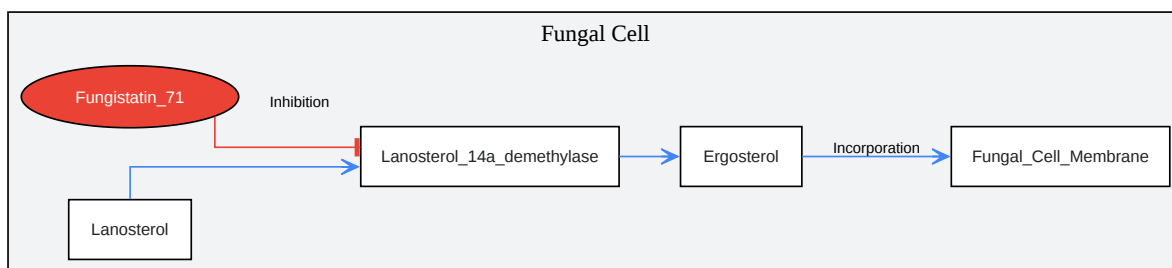 Fungal Cell
Fungistatin_71
Inhibition
Lanosterol_14a_demethylase
Ergosterol
Incorporation
Fungal_Cell_Membrane
Lanosterol